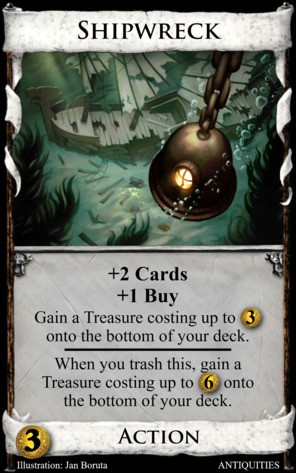 SHIPWRECK
+2 Cards
+1 Buy
Gain a Treasure costing up to 3
onto the bottom of your deck.
When you trash this, gain a
Treasure costing up to 6 onto
the bottom of your deck.
3
ACTION
Illustration: Jan Boruta
ANTIQUITIES